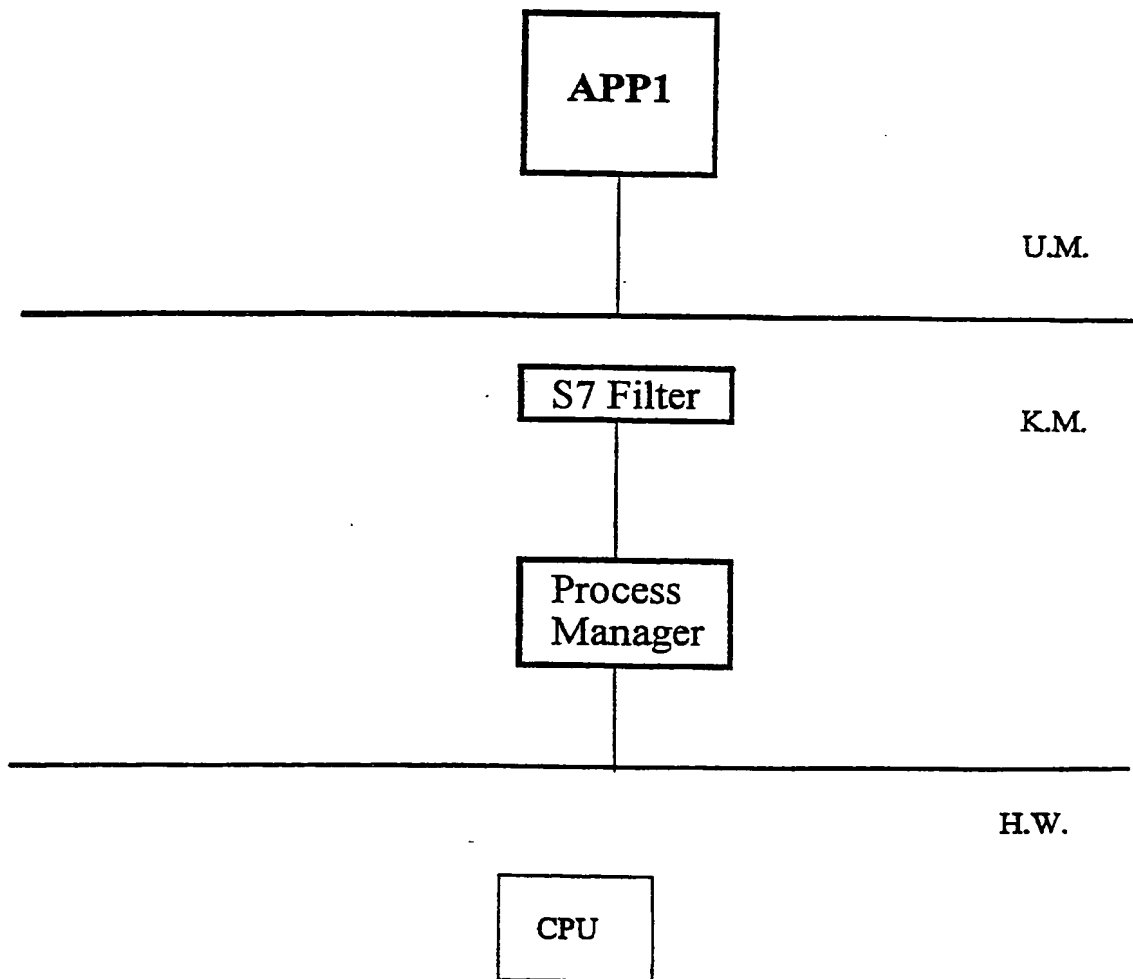 APP1
U.M.
S7 Filter
K.M.
Process
Manager
H.W.
CPU